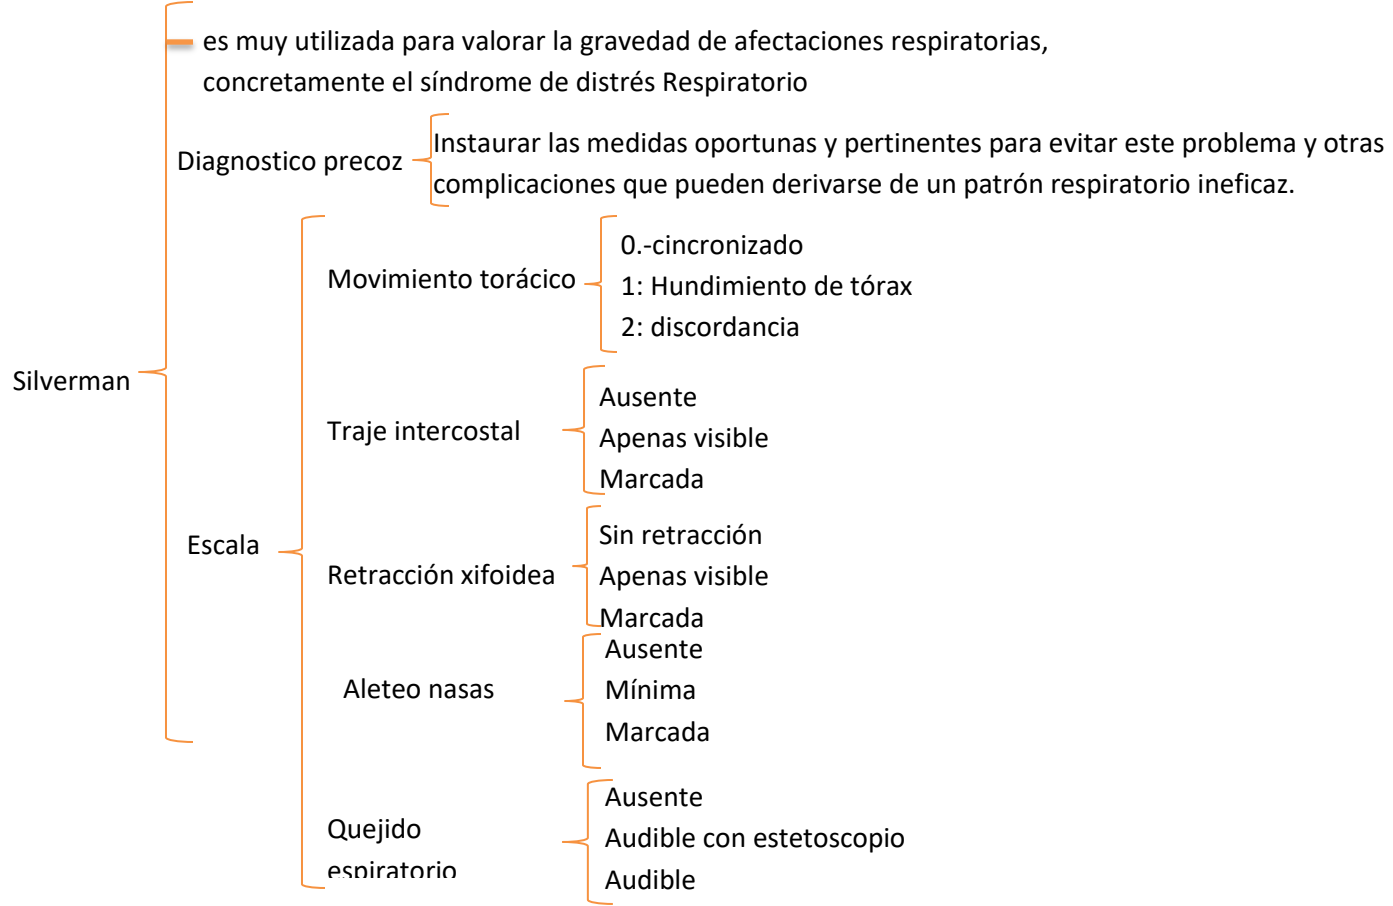 es muy utilizada para valorar la gravedad de afectaciones respiratorias,
concretamente el síndrome de distrés Respiratorio
Diagnostico precoz
Instaurar las medidas oportunas y pertinentes para evitar este problema y otras
complicaciones que pueden derivarse de un patrón respiratorio ineficaz.
Silverman
Escala
Movimiento torácico
0.-cincronizado
1: Hundimiento de tórax
2: discordancia
Traje intercostal
Ausente
Apenas visible
Marcada
Retracción xifoidea
Sin retracción
Apenas visible
Marcada
Aleteo nasas
Ausente
Mínima
Marcada
Quejido
espiratorio
Ausente
Audible con estetoscopio
Audible